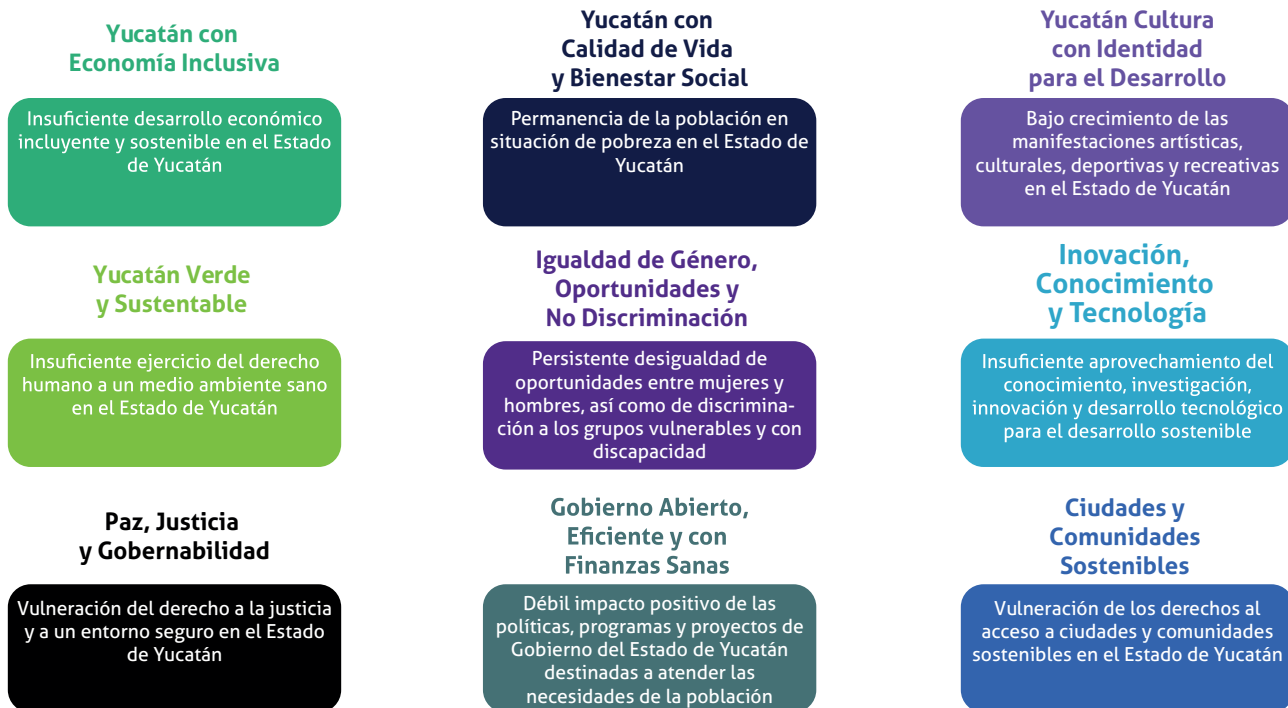 Yucatán con
Economía Inclusiva
Insuficiente desarrollo económico
incluyente y sostenible en el Estado
de Yucatán
Yucatán con
Calidad de Vida
y Bienestar Social
Permanencia de la población en
situación de pobreza en el Estado de
Yucatán
Yucatán Cultura
con Identidad
para el Desarrollo
Bajo crecimiento de las
manifestaciones artísticas,
culturales, deportivas y recreativas
en el Estado de Yucatán
Yucatán Verde
y Sustentable
Insuficiente ejercicio del derecho
humano a un medio ambiente sano
en el Estado de Yucatán
Igualdad de Género,
Oportunidades y
No Discriminación
Persistente desigualdad de
oportunidades entre mujeres y
hombres, así como de discrimina-
ción a los grupos vulnerables y con
discapacidad
Inovación,
Conocimiento
y Tecnología
Insuficiente aprovechamiento del
conocimiento, investigación,
innovación y desarrollo tecnológico
para el desarrollo sostenible
Paz, Justicia
y Gobernabilidad
Vulneración del derecho a la justicia
y a un entorno seguro en el Estado
de Yucatán
Gobierno Abierto,
Eficiente y con
Finanzas Sanas
Débil impacto positivo de las
políticas, programas y proyectos de
Gobierno del Estado de Yucatán
destinadas a atender las
necesidades de la población
Ciudades y
Comunidades
Sostenibles
Vulneración de los derechos al
acceso a ciudades y comunidades
sostenibles en el Estado de Yucatán